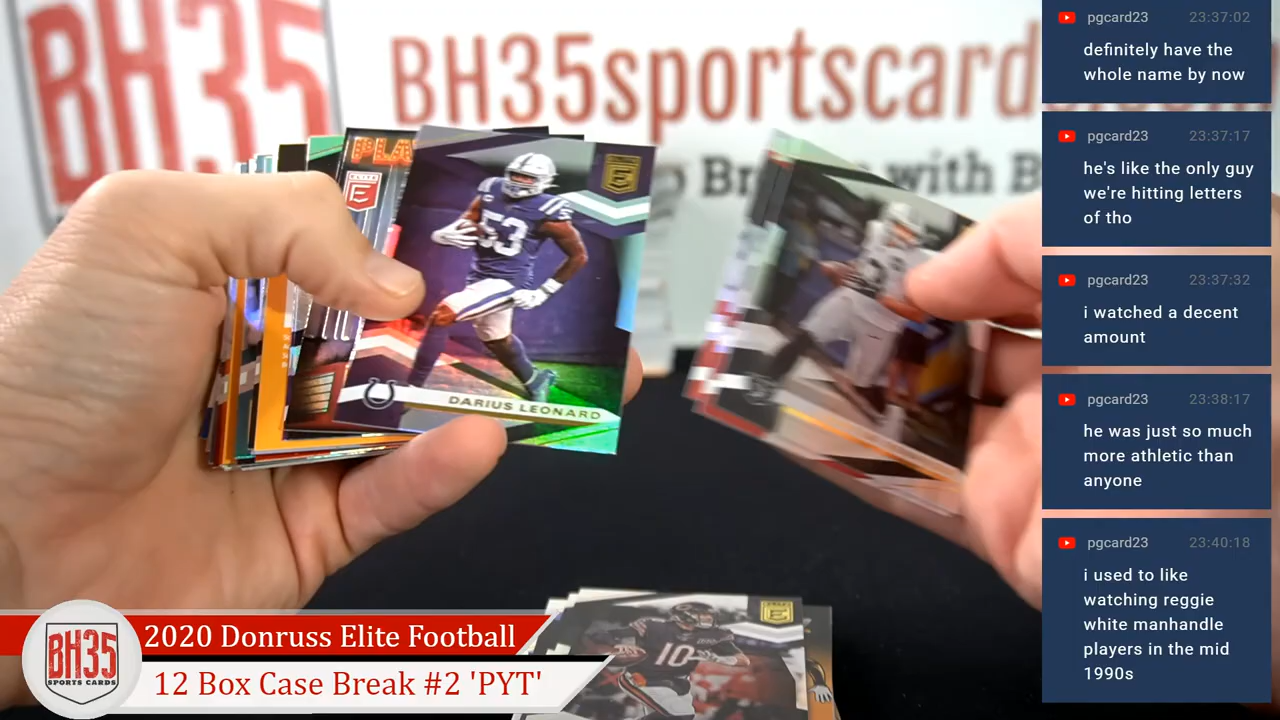 BH35
BH35sportscard
with B
PLA
ELITE
E
ELITE
53
DARIUS LEONARD
10
E
BH35
SPORTS CARDS
2020 Donruss Elite Football
12 Box Case Break #2 'PYT'
pgcard23 23:37:02
definitely have the
whole name by now
pgcard23 23:37:17
he's like the only guy
we're hitting letters
of tho
pgcard23 23:37:32
i watched a decent
amount
pgcard23 23:38:17
he was just so much
more athletic than
anyone
pgcard23 23:40:18
i used to like
watching reggie
white manhandle
players in the mid
1990s